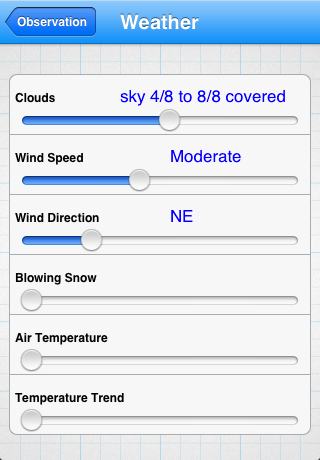 Observation
Weather
Clouds
sky 4/8 to 8/8 covered
Wind Speed
Moderate
Wind Direction
NE
Blowing Snow
Air Temperature
Temperature Trend